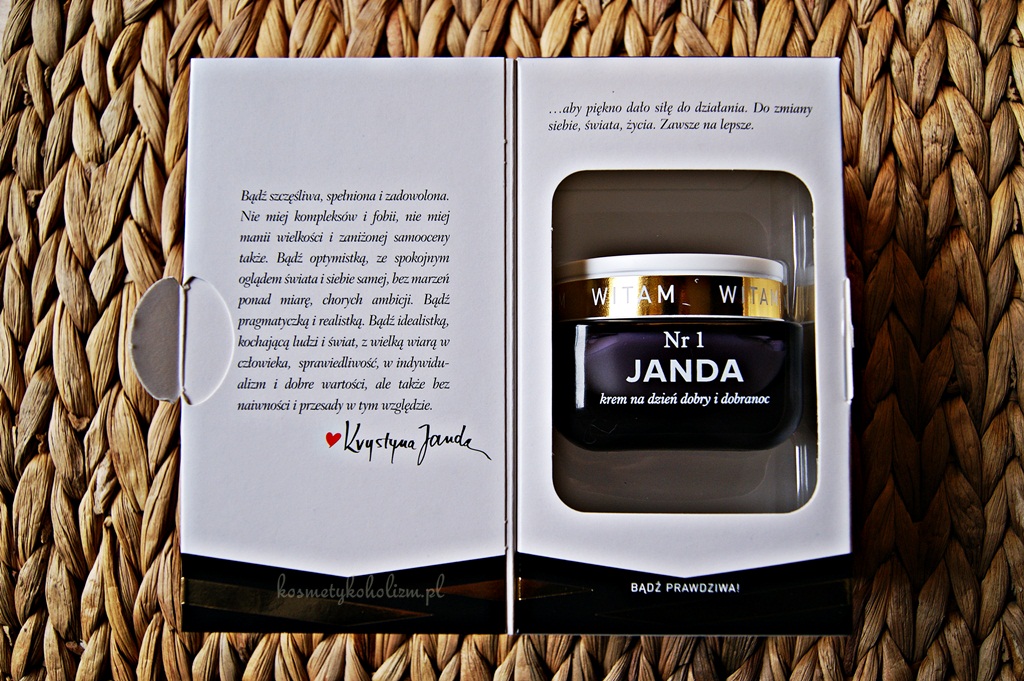 Bądź szczęśliwa, spełniona i zadowolona.
Nie miej kompleksów i fobii, nie miej
manii wielkości i zaniżonej samooceny
także. Bądź optymistką, ze spokojnym
oglądem świata i siebie samej, bez marzeń
ponad miarę, chorych ambicji. Bądź
pragmatyczką i realistką. Bądź idealistką,
kochającą ludzi i świat, z wielką wiarą w
człowieka, sprawiedliwość, w indywidu-
alizm i dobre wartości, ale także bez
naiwności i przesady w tym względzie.
Krystyna Janda
kosmetykoholizm.pl
...aby piękno dało siłę do działania. Do zmiany
siebie, świata, życia. Zawsze na lepsze.
WITAM WITAM
Nr 1
JANDA
krem na dzień dobry i dobranoc
BĄDŹ PRAWDZIWA!